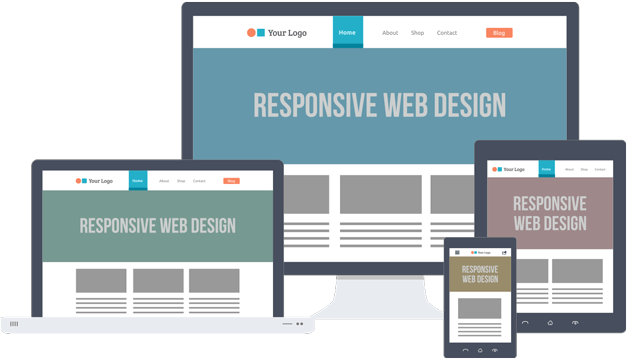 Your Logo Home About Shop Contact Blog
RESPONSIVE WEB DESIGN
Your Logo Home About Shop Contact Blog
RESPONSIVE WEB DESIGN
Your Logo Home About Shop Contact
RESPONSIVE
WEB DESIGN
Your Logo
RESPONSIVE
WEB DESIGN